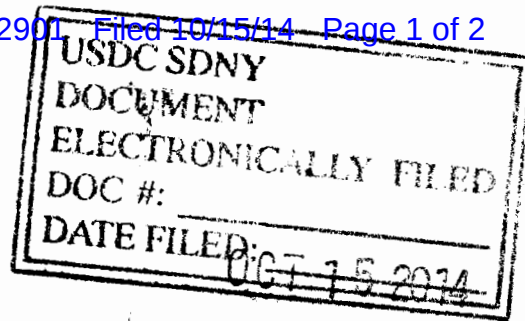 2901 Filed 10/15/14 Page 1 of 2
USDC SDNY
DOCUMENT
ELECTRONICALLY FILED
DOC #:
DATE FILED: OCT 15 2014